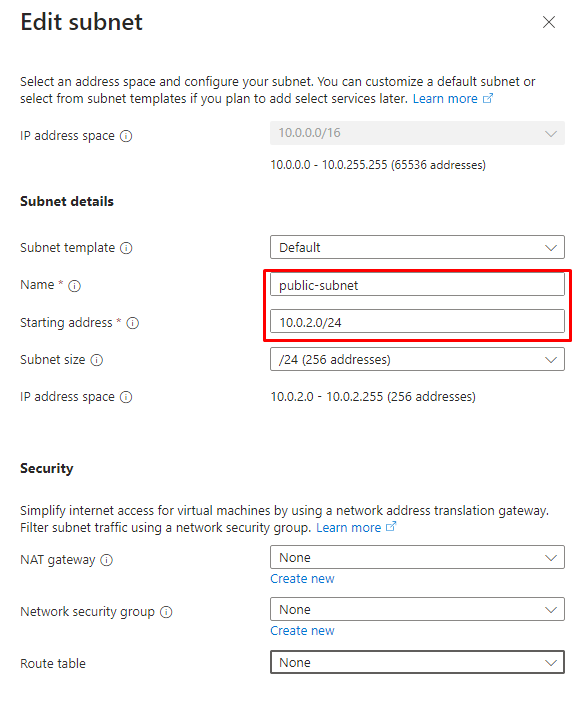 Edit subnet
Select an address space and configure your subnet. You can customize a default subnet or
select from subnet templates if you plan to add select services later. Learn more
IP address space
10.0.0.0/16
10.0.0.0 - 10.0.255.255 (65536 addresses)
Subnet details
Subnet template
Default
Name *
public-subnet
Starting address *
10.0.2.0/24
Subnet size
/24 (256 addresses)
IP address space
10.0.2.0 - 10.0.2.255 (256 addresses)
Security
Simplify internet access for virtual machines by using a network address translation gateway.
Filter subnet traffic using a network security group. Learn more
NAT gateway
None
Create new
Network security group
None
Create new
Route table
None